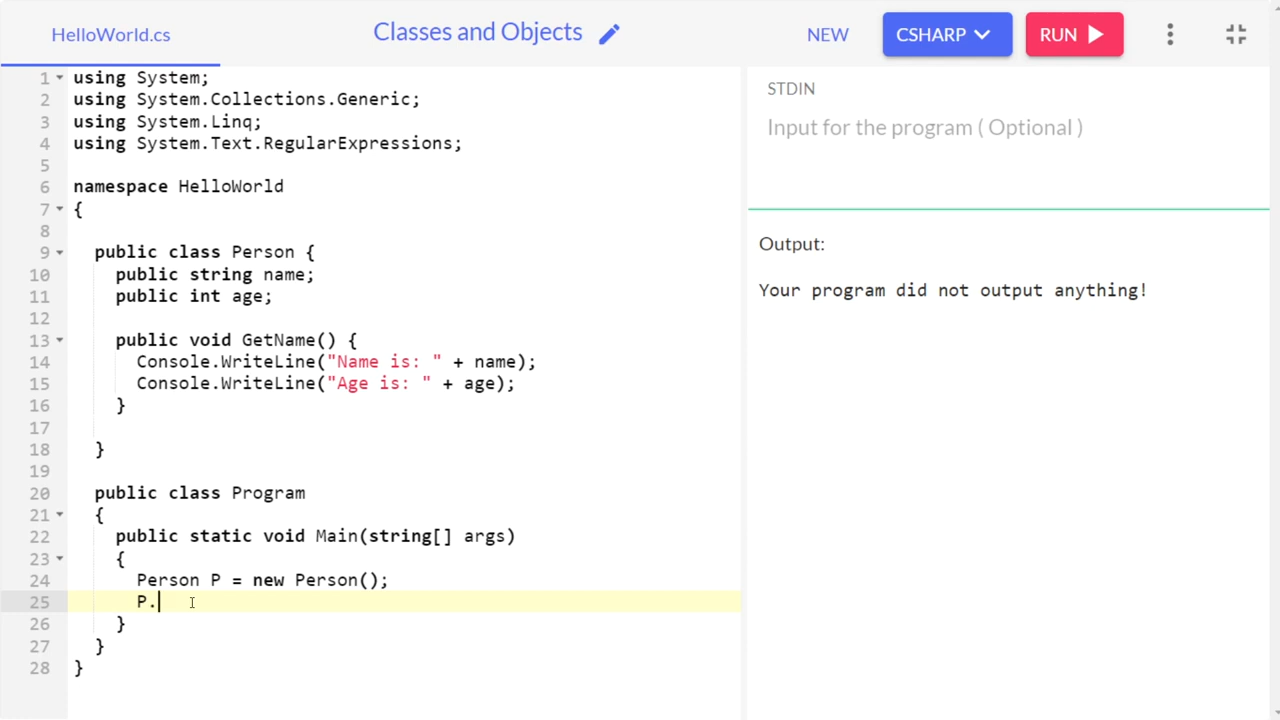 HelloWorld.cs
Classes and Objects
NEW
CSHARP
RUN
1 using System;
2 using System.Collections.Generic;
3 using System.Linq;
4 using System.Text.RegularExpressions;
5
6 namespace HelloWorld
7 {
8
9   public class Person {
10     public string name;
11     public int age;
12
13     public void GetName() {
14       Console.WriteLine("Name is: " + name);
15       Console.WriteLine("Age is: " + age);
16     }
17
18   }
19
20   public class Program
21   {
22     public static void Main(string[] args)
23     {
24       Person P = new Person();
25       P.
26     }
27   }
28 }
STDIN
Input for the program ( Optional )
Output:
Your program did not output anything!